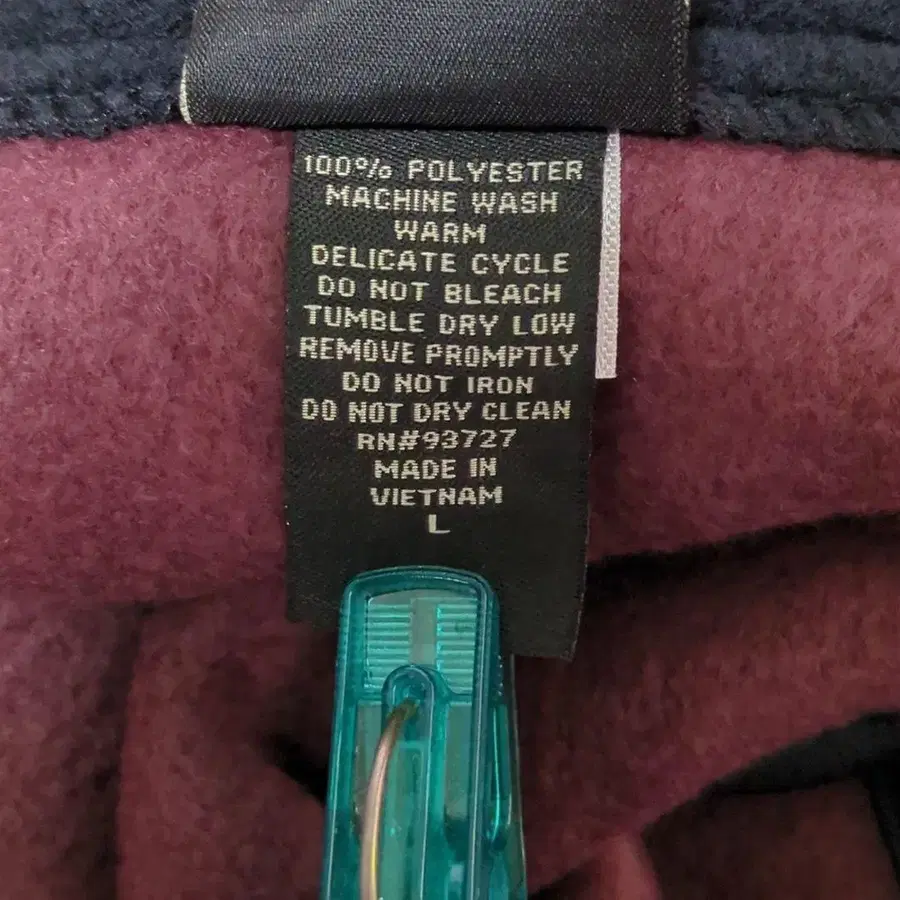 100% POLYESTER
MACHINE WASH
WARM
DELICATE CYCLE
DO NOT BLEACH
TUMBLE DRY LOW
REMOVE PROMPTLY
DO NOT IRON
DO NOT DRY CLEAN
RN#93727
MADE IN
VIETNAM
L